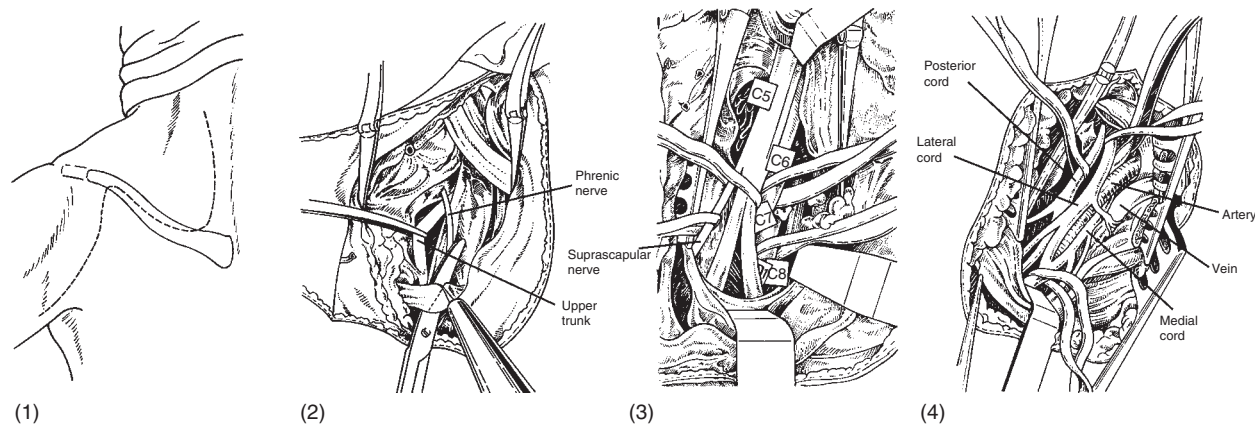 Phrenic
nerve
Upper
trunk
Suprascapular
nerve
C5
C6
C7
C8
Posterior
cord
Lateral
cord
Artery
Vein
Medial
cord
(1)
(2)
(3)
(4)